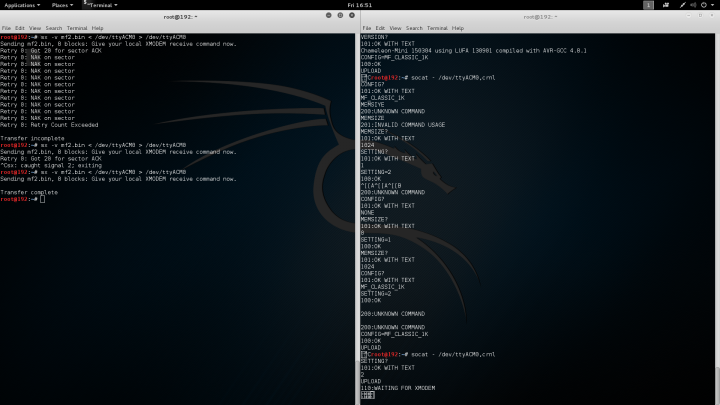 Applications Places Terminal Fri 16:51 1
root@192: ~
File Edit View Search Terminal Help
root@192:~# sx -v mf2.bin < /dev/ttyACM0 > /dev/ttyACM0
Sending mf2.bin, 8 blocks: Give your local XMODEM receive command now.
Retry 0: Got 20 for sector ACK
Retry 0: NAK on sector
Retry 0: NAK on sector
Retry 0: NAK on sector
Retry 0: NAK on sector
Retry 0: NAK on sector
Retry 0: NAK on sector
Retry 0: NAK on sector
Retry 0: NAK on sector
Retry 0: NAK on sector
Retry 0: NAK on sector
Retry 0: Retry Count Exceeded
Transfer incomplete
root@192:~# sx -v mf2.bin < /dev/ttyACM0 > /dev/ttyACM0
Sending mf2.bin, 8 blocks: Give your local XMODEM receive command now.
Retry 0: Got 20 for sector ACK
^Csx: caught signal 2; exiting
root@192:~# sx -v mf2.bin < /dev/ttyACM0 > /dev/ttyACM0
Sending mf2.bin, 8 blocks: Give your local XMODEM receive command now.
Transfer complete
root@192:~#
root@192: ~
File Edit View Search Terminal Help
VERSION?
101:OK WITH TEXT
Chameleon-Mini 150304 using LUFA 130901 compiled with AVR-GCC 4.8.1
CONFIG=MF_CLASSIC_1K
100:OK
UPLOAD
^Croot@192:~# socat - /dev/ttyACM0,crnl
CONFIG?
101:OK WITH TEXT
MF_CLASSIC_1K
MEMSIYE
200:UNKNOWN COMMAND
MEMSIZE
201:INVALID COMMAND USAGE
MEMSIZE?
101:OK WITH TEXT
1024
SETTING?
101:OK WITH TEXT
1
SETTING=2
100:OK
^[[A^[[A^[[B
200:UNKNOWN COMMAND
CONFIG?
101:OK WITH TEXT
NONE
MEMSIZE?
101:OK WITH TEXT
0
SETTING=1
100:OK
MEMSIZE?
101:OK WITH TEXT
1024
CONFIG?
101:OK WITH TEXT
MF_CLASSIC_1K
SETTING=2
100:OK
200:UNKNOWN COMMAND
200:UNKNOWN COMMAND
CONFIG=MF_CLASSIC_1K
100:OK
UPLOAD
^Croot@192:~# socat - /dev/ttyACM0,crnl
SETTING?
101:OK WITH TEXT
2
UPLOAD
110:WAITING FOR XMODEM